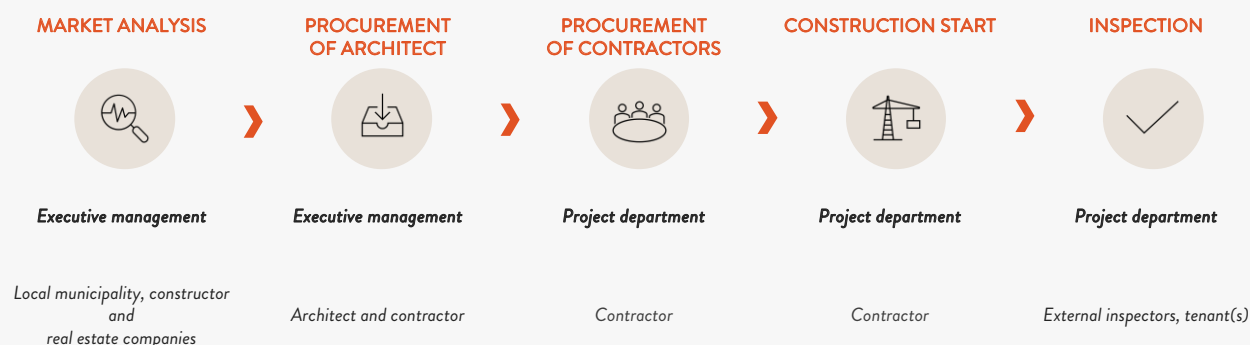 MARKET ANALYSIS
PROCUREMENT
OF ARCHITECT
PROCUREMENT
OF CONTRACTORS
CONSTRUCTION START
INSPECTION
Executive management
Executive management
Project department
Project department
Project department
Local municipality, constructor
and
real estate companies
Architect and contractor
Contractor
Contractor
External inspectors, tenant(s)